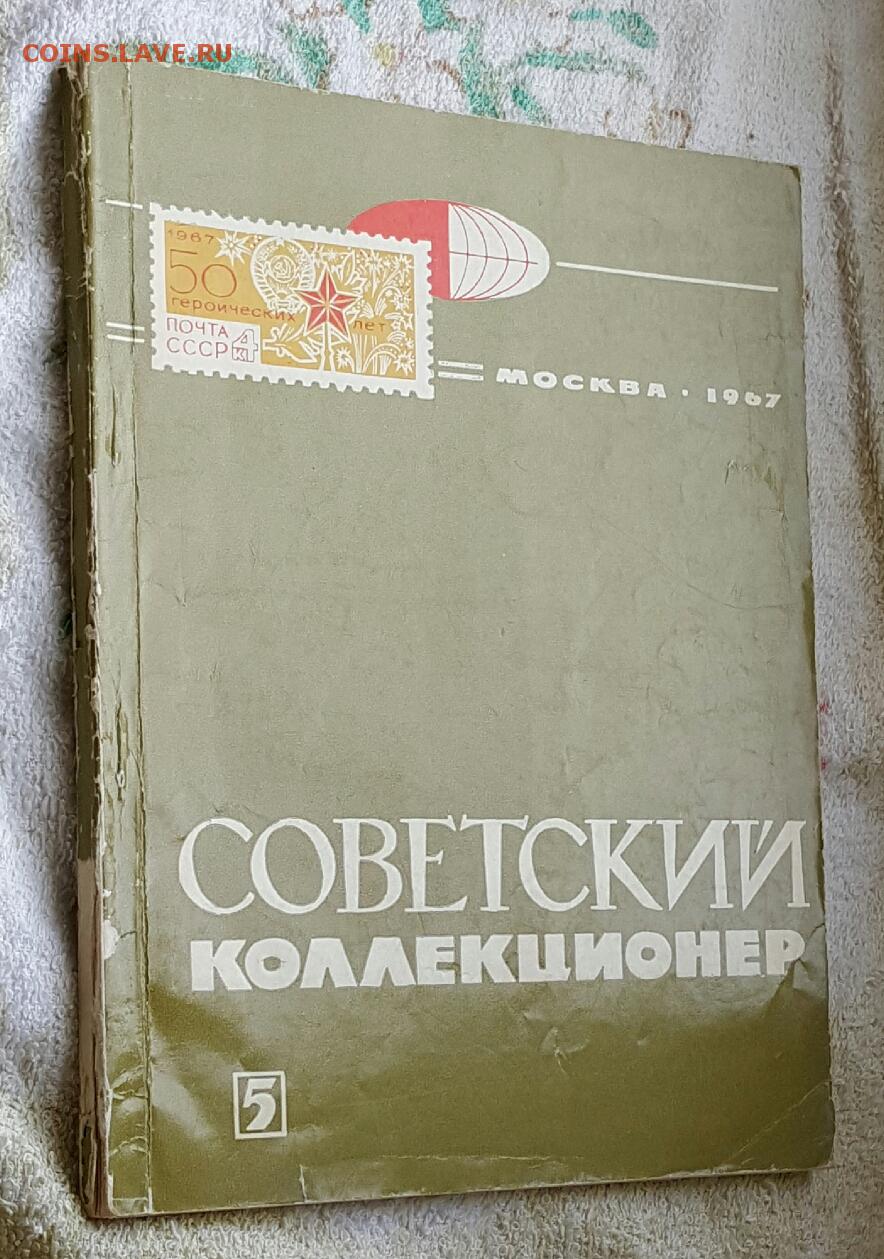 COINS.LAVE.RU
1967
50
героических
лет
ПОЧТА
СССР 4
К
МОСКВА · 1967
СОВЕТСКИЙ
КОЛЛЕКЦИОНЕР
5